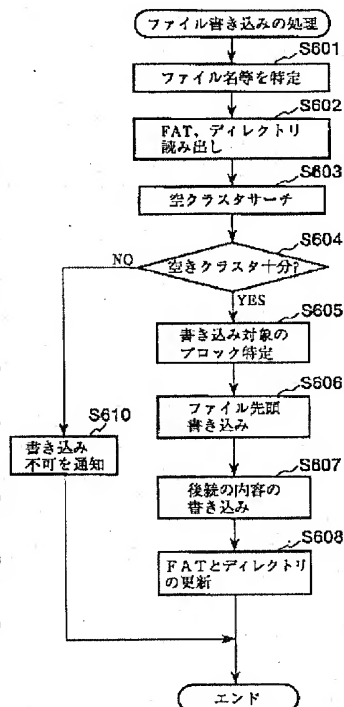 ファイル書き込みの処理
S601
ファイル名等を特定
S602
FAT、ディレクトリ
読み出し
S603
空クラスタサーチ
S604
空きクラスタ十分?
NO
YES
S605
書き込み対象の
ブロック特定
S606
ファイル先頭
書き込み
S610
書き込み
不可を通知
S607
後続の内容の
書き込み
S608
FATとディレクトリ
の更新
エンド